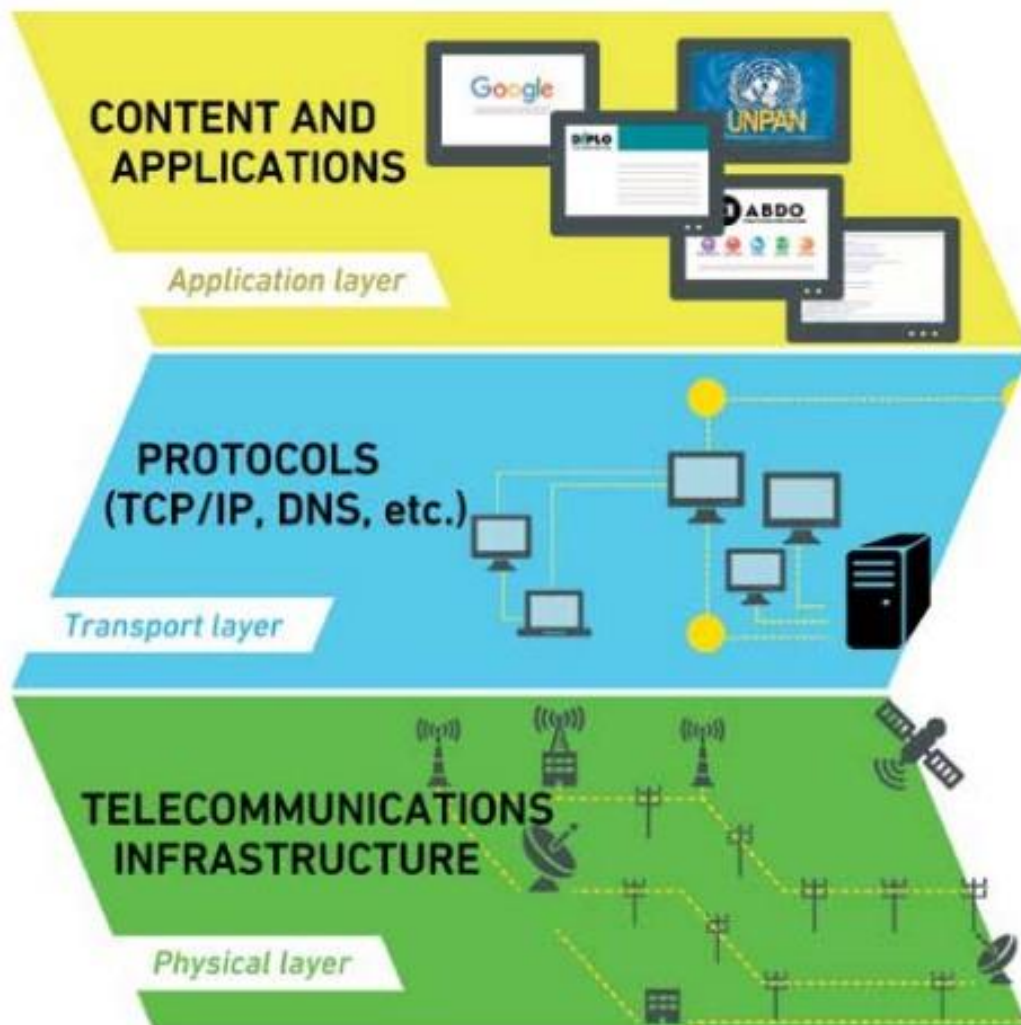 CONTENT AND
APPLICATIONS
Google
UNPAN
DIPLO
ABDO
Application layer
PROTOCOLS
(TCP/IP, DNS, etc.)
Transport layer
TELECOMMUNICATIONS
INFRASTRUCTURE
Physical layer